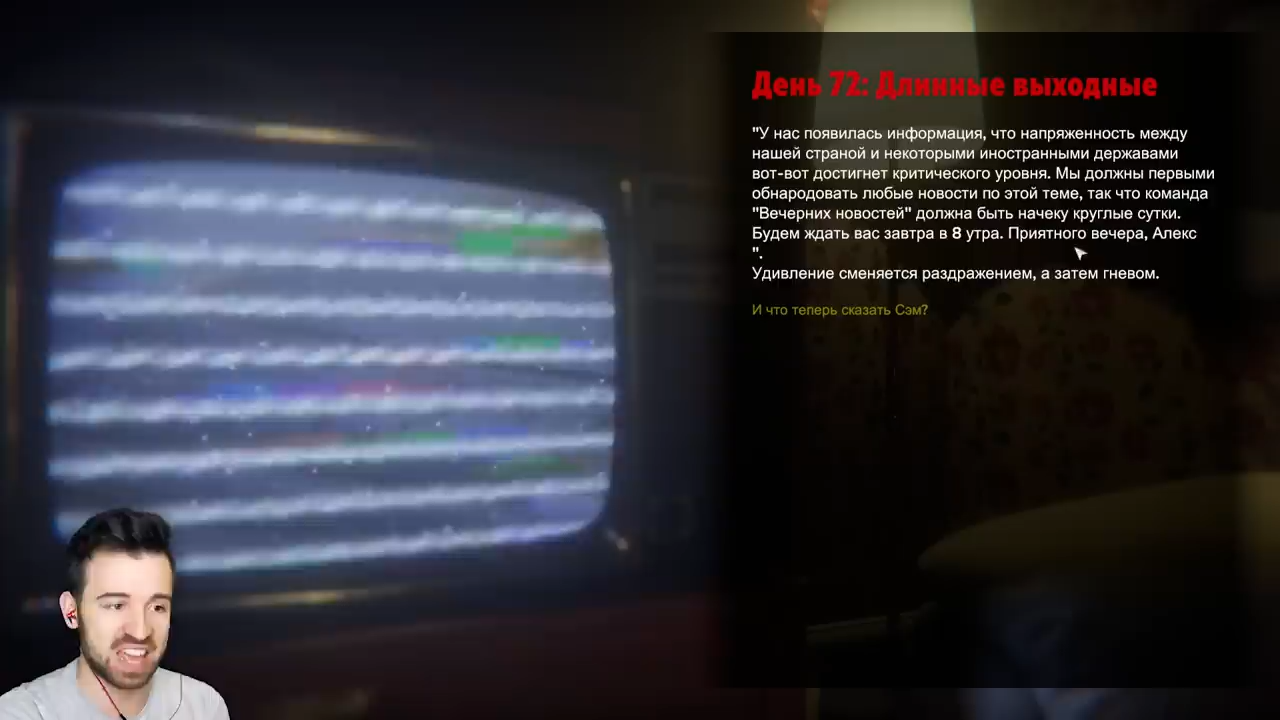 День 72: Длинные выходные
"У нас появилась информация, что напряженность между
нашей страной и некоторыми иностранными державами
вот-вот достигнет критического уровня. Мы должны первыми
обнародовать любые новости по этой теме, так что команда
"Вечерних новостей" должна быть начеку круглые сутки.
Будем ждать вас завтра в 8 утра. Приятного вечера, Алекс
".
Удивление сменяется раздражением, а затем гневом.
И что теперь сказать Сэм?